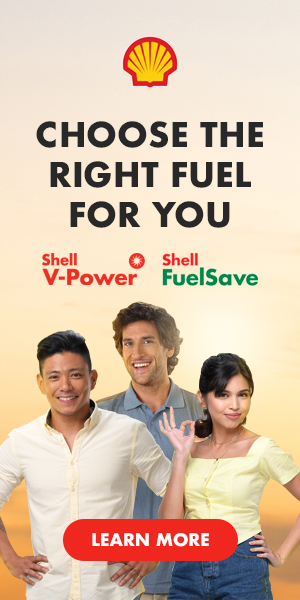 CHOOSE THE
RIGHT FUEL
FOR YOU
Shell
V-Power
Shell
FuelSave
LEARN MORE